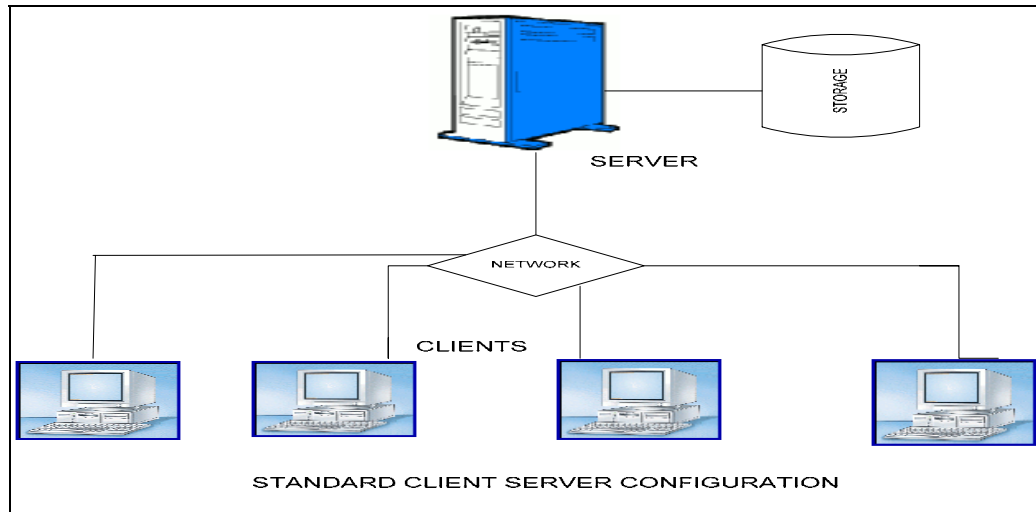 STORAGE
SERVER
NETWORK
CLIENTS
STANDARD CLIENT SERVER CONFIGURATION